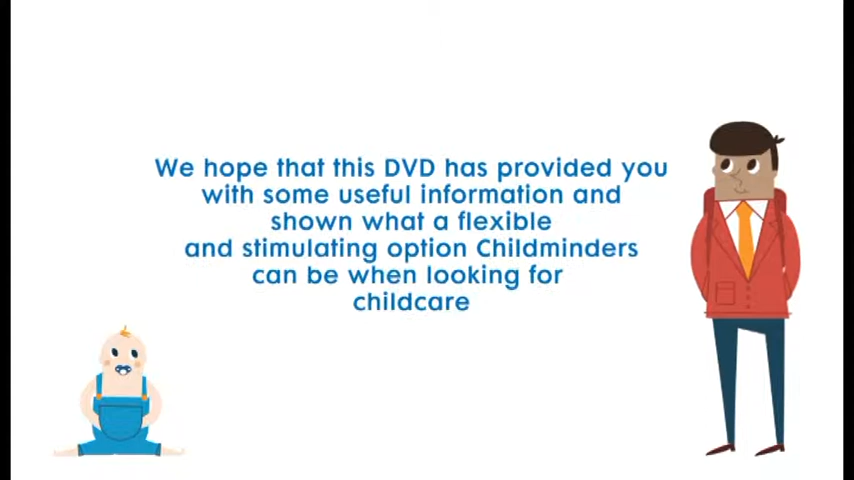 We hope that this DVD has provided you
with some useful information and
shown what a flexible
and stimulating option Childminders
can be when looking for
childcare